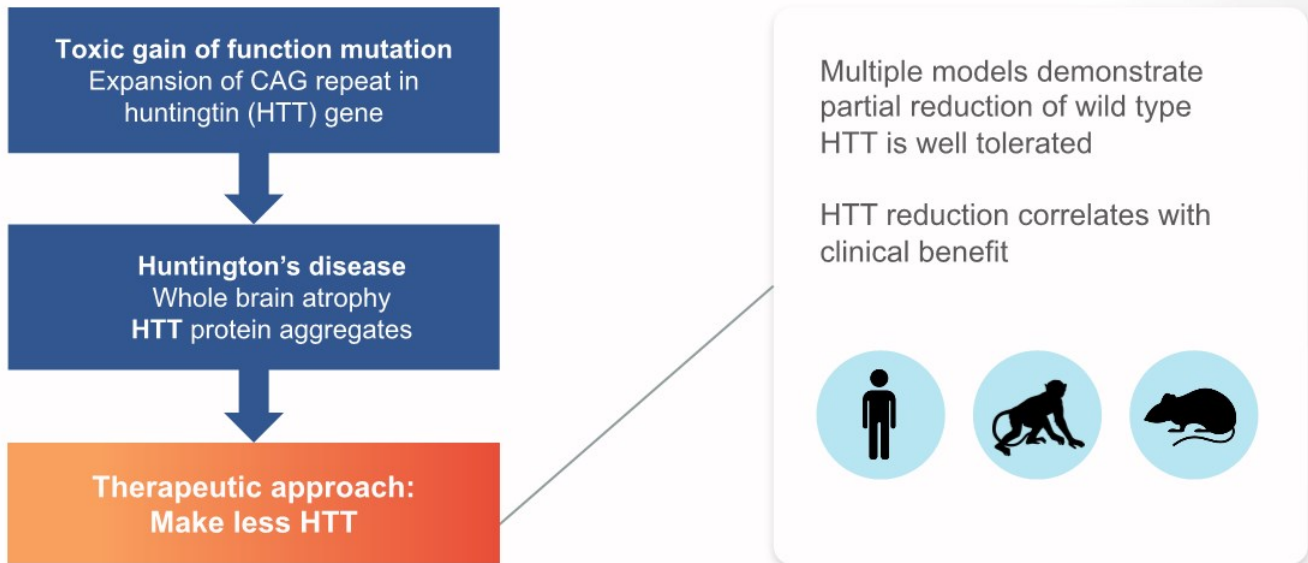 Toxic gain of function mutation
Expansion of CAG repeat in
huntingtin (HTT) gene
Huntington's disease
Whole brain atrophy
HTT protein aggregates
Therapeutic approach:
Make less HTT
Multiple models demonstrate
partial reduction of wild type
HTT is well tolerated
HTT reduction correlates with
clinical benefit